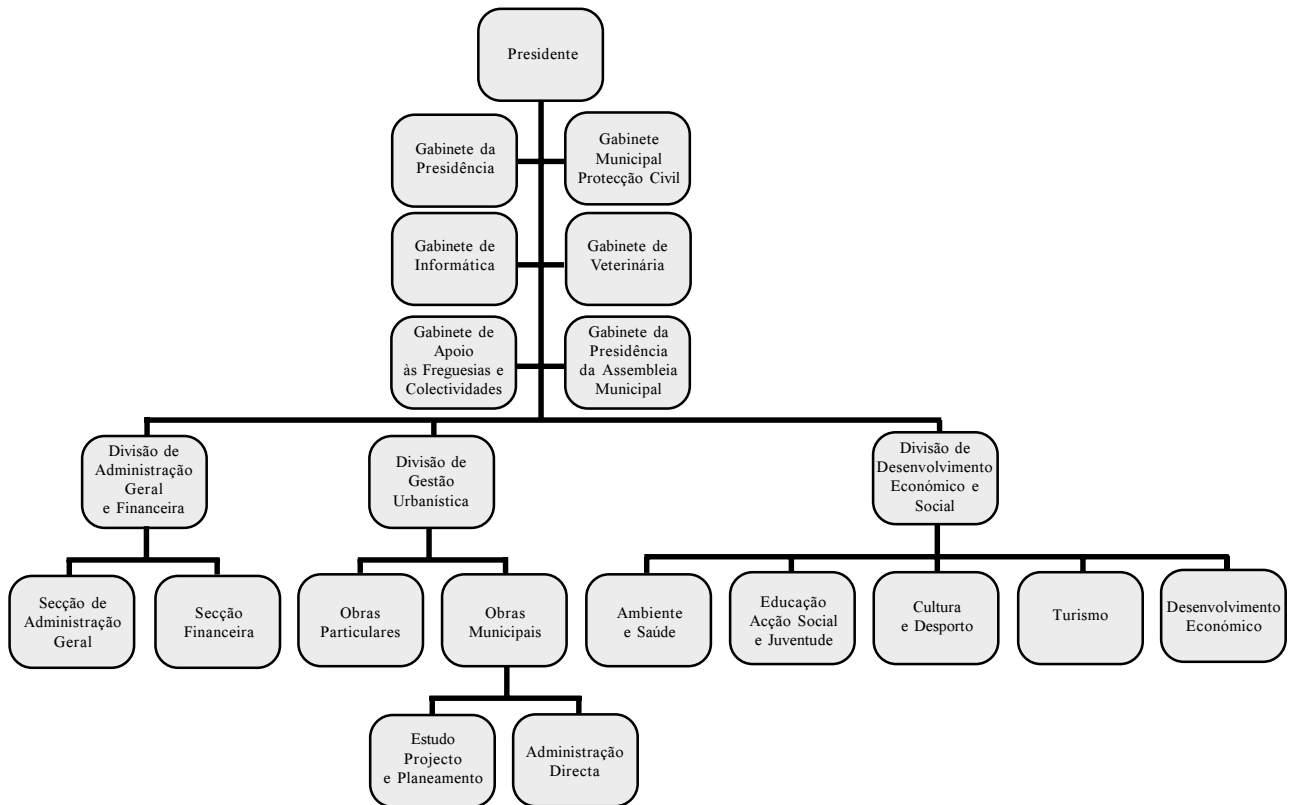 Presidente
Gabinete da
Presidência
Gabinete
Municipal
Protecção Civil
Gabinete de
Informática
Gabinete de
Veterinária
Gabinete de
Apoio
às Freguesias e
Colectividades
Gabinete da
Presidência
da Assembleia
Municipal
Divisão de
Administração
Geral
e Financeira
Divisão de
Gestão
Urbanística
Divisão de
Desenvolvimento
Económico e
Social
Secção de
Administração
Geral
Secção
Financeira
Obras
Particulares
Obras
Municipais
Ambiente
e Saúde
Educação
Acção Social
e Juventude
Cultura
e Desporto
Turismo
Desenvolvimento
Económico
Estudo
Projecto
e Planeamento
Administração
Directa